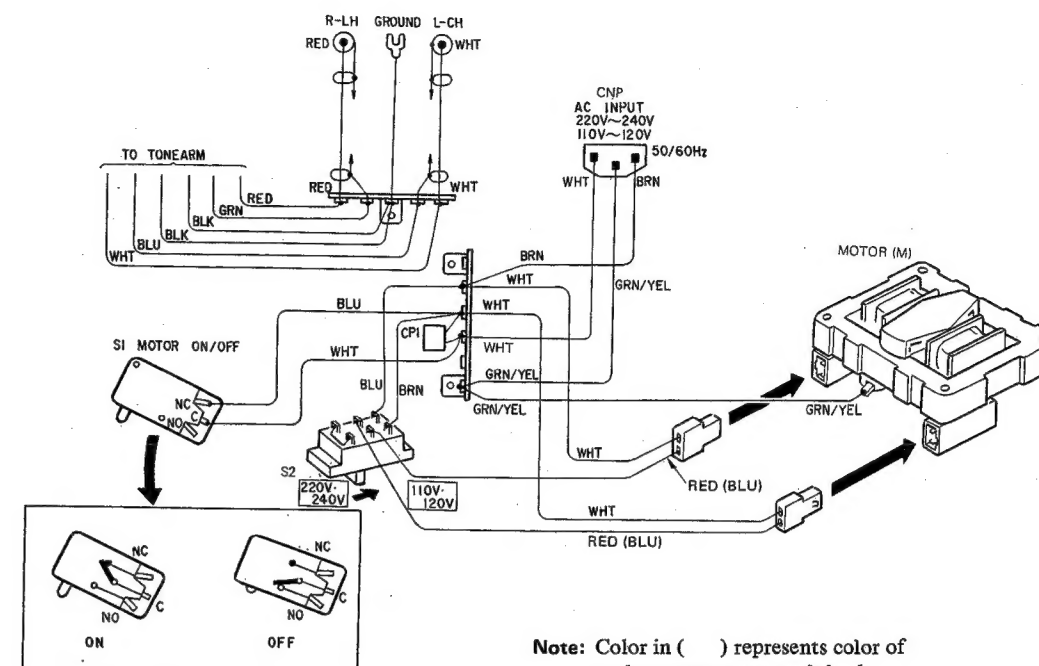 R-LH GROUND L-CH
RED WHT
CNP
AC INPUT
220V~240V
110V~120V
50/60Hz
WHT BRN
TO TONEARM
RED WHT
RED
GRN
BLK
BLK
BLU
WHT
MOTOR (M)
BRN
WHT
GRN/YEL
BLU
WHT
CP1
WHT
WHT
S1 MOTOR ON/OFF
BLU BRN
GRN/YEL
GRN/YEL
GRN/YEL
NC
C
NO
WHT
S2
220V·
240V
110V·
120V
RED (BLU)
WHT
RED (BLU)
NC
C
NO
ON
NC
C
NO
OFF
Note: Color in ( ) represents color of